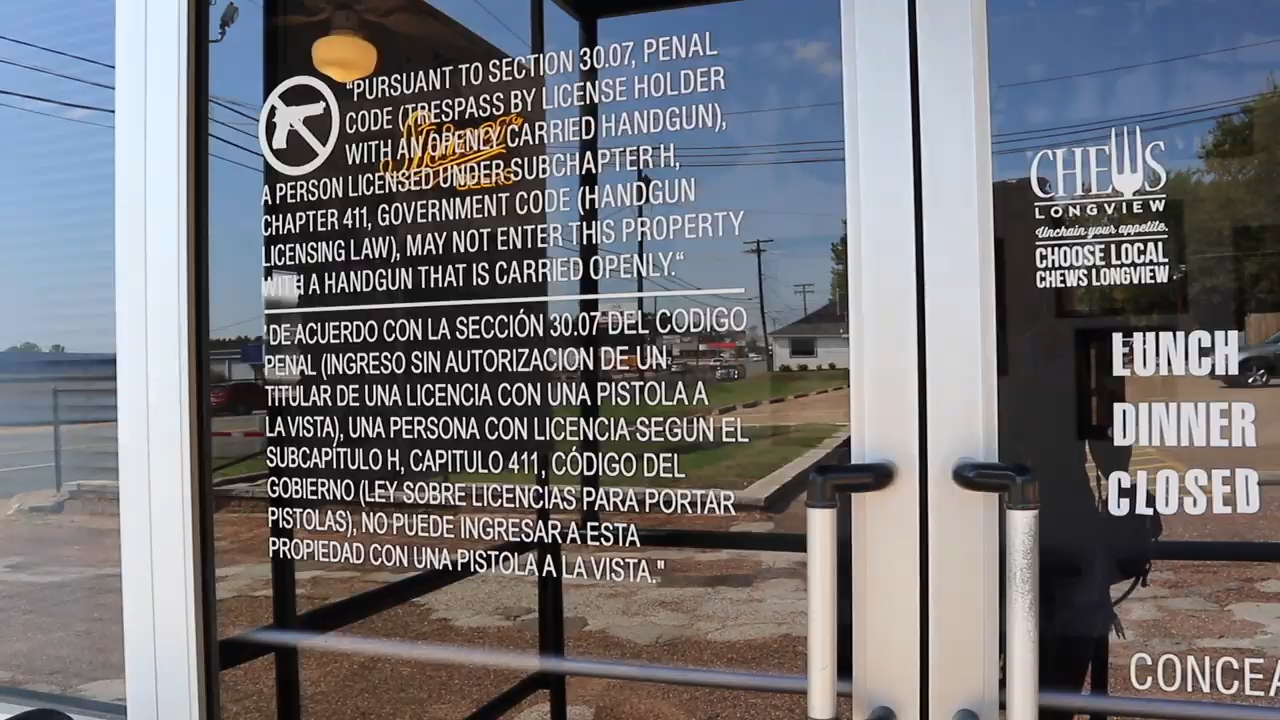 "PURSUANT TO SECTION 30.07, PENAL
CODE (TRESPASS BY LICENSE HOLDER
WITH AN OPENLY CARRIED HANDGUN),
A PERSON LICENSED UNDER SUBCHAPTER H,
CHAPTER 411, GOVERNMENT CODE (HANDGUN
LICENSING LAW), MAY NOT ENTER THIS PROPERTY
WITH A HANDGUN THAT IS CARRIED OPENLY."
"DE ACUERDO CON LA SECCIÓN 30.07 DEL CODIGO
PENAL (INGRESO SIN AUTORIZACION DE UN
TITULAR DE UNA LICENCIA CON UNA PISTOLA A
LA VISTA), UNA PERSONA CON LICENCIA SEGUN EL
SUBCAPÍTULO H, CAPITULO 411, CÓDIGO DEL
GOBIERNO (LEY SOBRE LICENCIAS PARA PORTAR
PISTOLAS), NO PUEDE INGRESAR A ESTA
PROPIEDAD CON UNA PISTOLA A LA VISTA."
CHEWS
LONGVIEW
Unchain your appetite.
CHOOSE LOCAL
CHEWS LONGVIEW
LUNCH
DINNER
CLOSED
CONCEA